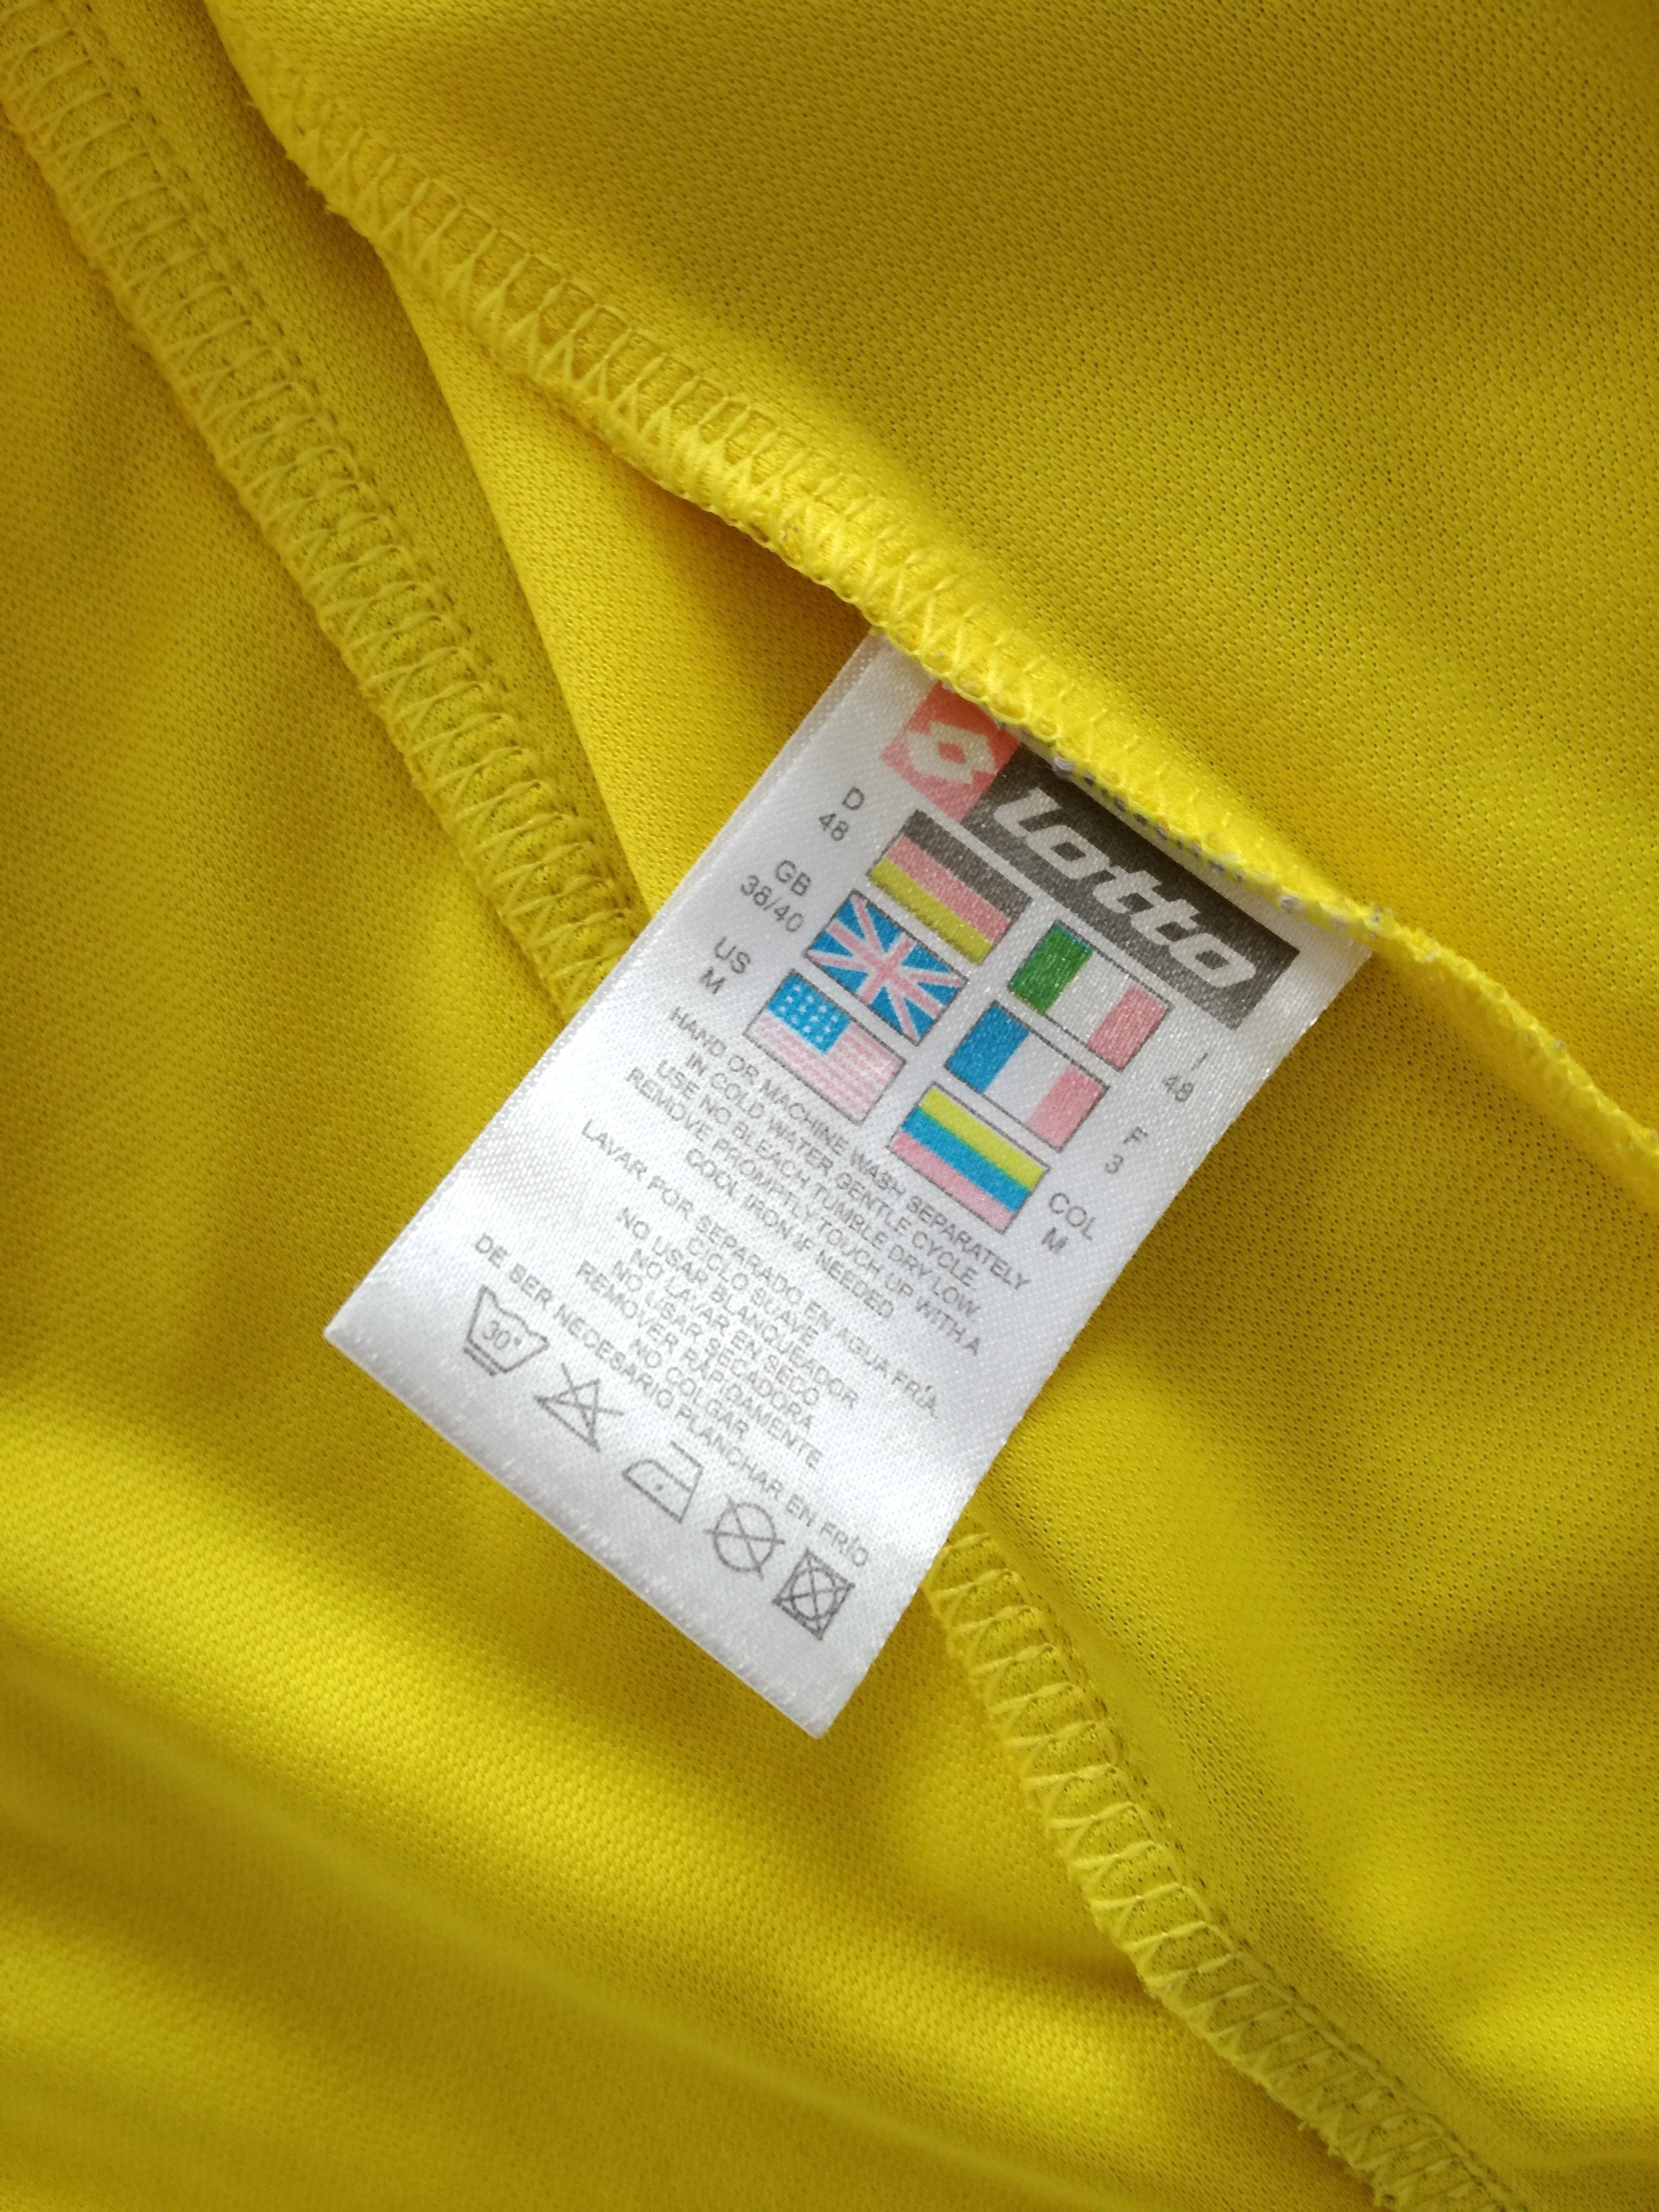 lotto
D
48
I
48
GB
38/40
F
3
US
M
COL
M
HAND OR MACHINE WASH SEPARATELY
IN COLD WATER GENTLE CYCLE.
USE NO BLEACH TUMBLE DRY LOW.
REMOVE PROMPTLY TOUCH UP WITH A
COOL IRON IF NEEDED
LAVAR POR SEPARADO EN AGUA FRÍA.
CICLO SUAVE
NO USAR BLANQUEADOR
NO LAVAR EN SECO
NO USAR SECADORA
REMOVER RAPIDAMENTE
NO COLGAR
DE SER NECESARIO PLANCHAR EN FRÍO
30°